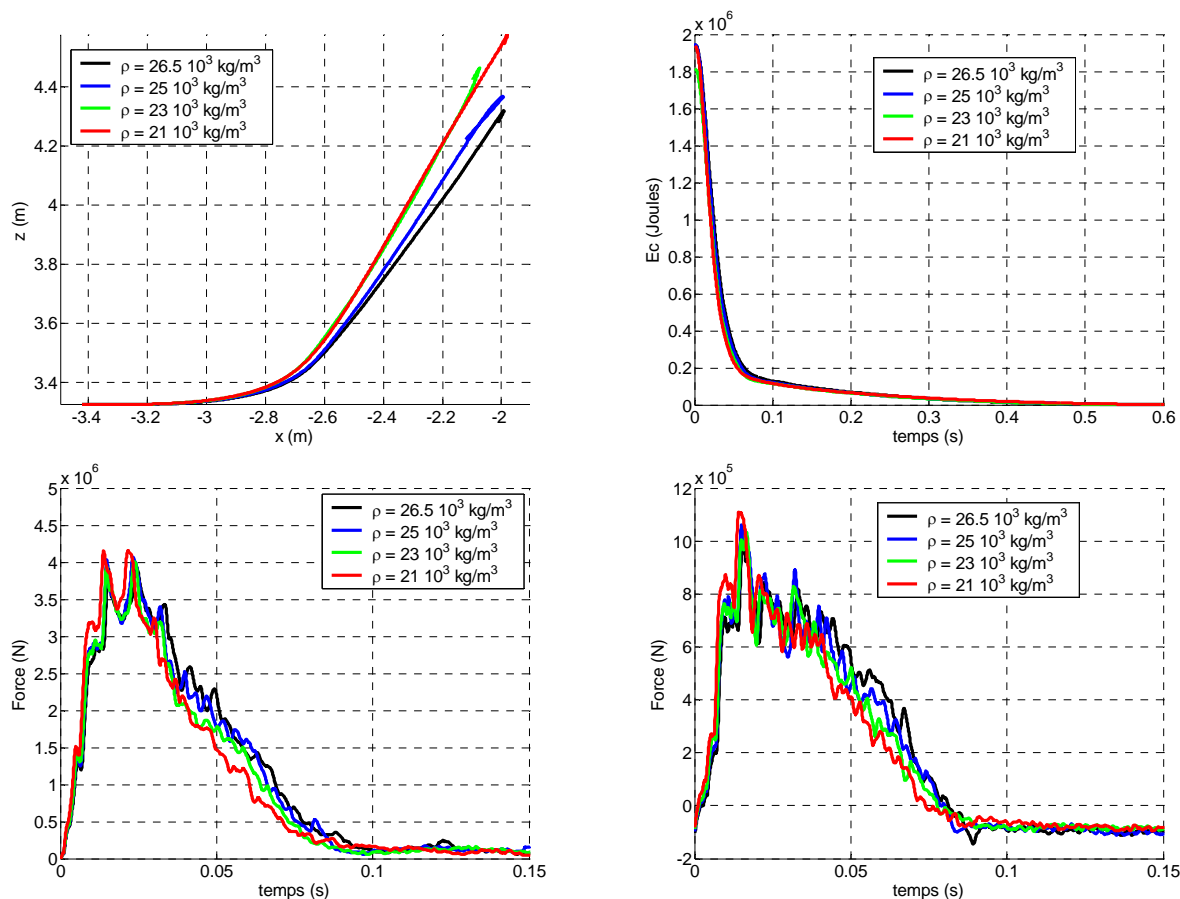 ρ = 26.5 10³ kg/m³
ρ = 25 10³ kg/m³
ρ = 23 10³ kg/m³
ρ = 21 10³ kg/m³
4.4
4.2
4
3.8
3.6
3.4
z (m)
-3.4 -3.2 -3 -2.8 -2.6 -2.4 -2.2 -2
x (m)
x 10⁶
ρ = 26.5 10³ kg/m³
ρ = 25 10³ kg/m³
ρ = 23 10³ kg/m³
ρ = 21 10³ kg/m³
2
1.8
1.6
1.4
1.2
1
0.8
0.6
0.4
0.2
0
Ec (Joules)
0 0.1 0.2 0.3 0.4 0.5 0.6
temps (s)
x 10⁶
ρ = 26.5 10³ kg/m³
ρ = 25 10³ kg/m³
ρ = 23 10³ kg/m³
ρ = 21 10³ kg/m³
5
4.5
4
3.5
3
2.5
2
1.5
1
0.5
0
Force (N)
0 0.05 0.1 0.15
temps (s)
x 10⁵
ρ = 26.5 10³ kg/m³
ρ = 25 10³ kg/m³
ρ = 23 10³ kg/m³
ρ = 21 10³ kg/m³
12
10
8
6
4
2
0
-2
Force (N)
0 0.05 0.1 0.15
temps (s)